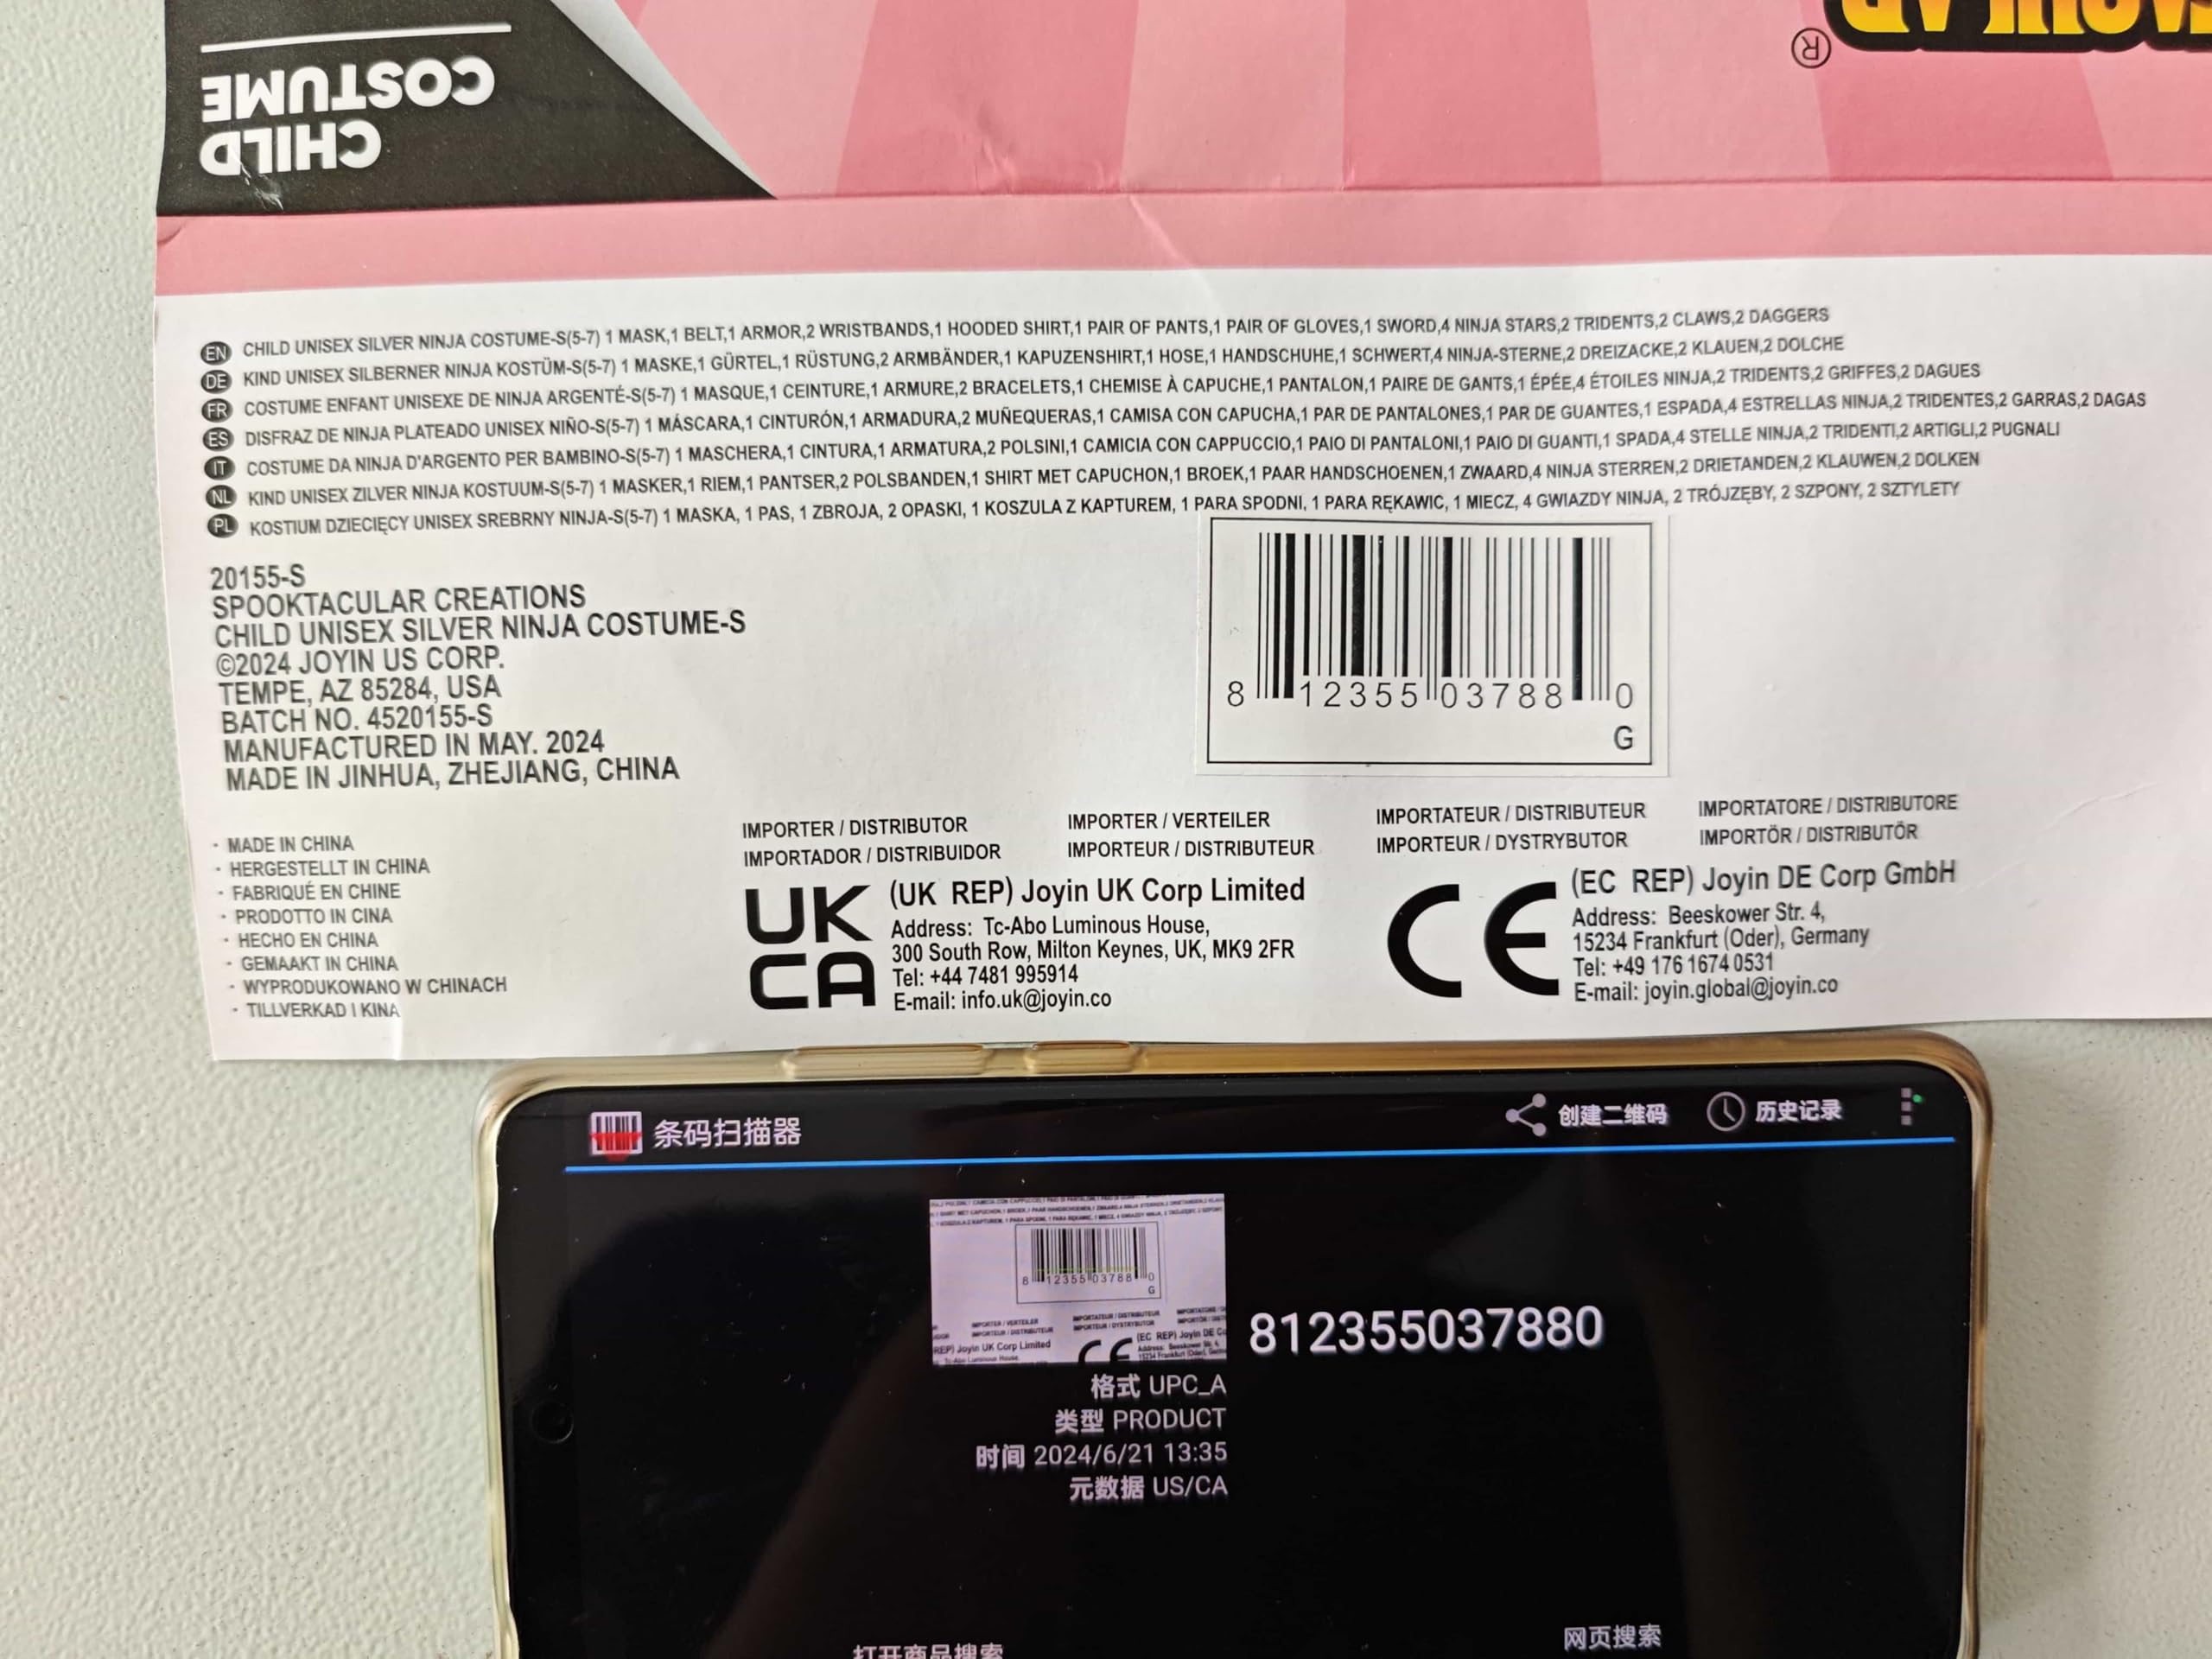 CHILD
COSTUME
®
EN CHILD UNISEX SILVER NINJA COSTUME-S(5-7) 1 MASK,1 BELT,1 ARMOR,2 WRISTBANDS,1 HOODED SHIRT,1 PAIR OF PANTS,1 PAIR OF GLOVES,1 SWORD,4 NINJA STARS,2 TRIDENTS,2 CLAWS,2 DAGGERS
DE KIND UNISEX SILBERNER NINJA KOSTÜM-S(5-7) 1 MASKE,1 GÜRTEL,1 RÜSTUNG,2 ARMBÄNDER,1 KAPUZENSHIRT,1 HOSE,1 HANDSCHUHE,1 SCHWERT,4 NINJA-STERNE,2 DREIZACKE,2 KLAUEN,2 DOLCHE
FR COSTUME ENFANT UNISEXE DE NINJA ARGENTÉ-S(5-7) 1 MASQUE,1 CEINTURE,1 ARMURE,2 BRACELETS,1 CHEMISE À CAPUCHE,1 PANTALON,1 PAIRE DE GANTS,1 ÉPÉE,4 ÉTOILES NINJA,2 TRIDENTS,2 GRIFFES,2 DAGUES
ES DISFRAZ DE NINJA PLATEADO UNISEX NIÑO-S(5-7) 1 MÁSCARA,1 CINTURÓN,1 ARMADURA,2 MUÑEQUERAS,1 CAMISA CON CAPUCHA,1 PAR DE PANTALONES,1 PAR DE GUANTES,1 ESPADA,4 ESTRELLAS NINJA,2 TRIDENTES,2 GARRAS,2 DAGAS
IT COSTUME DA NINJA D'ARGENTO PER BAMBINO-S(5-7) 1 MASCHERA,1 CINTURA,1 ARMATURA,2 POLSINI,1 CAMICIA CON CAPPUCCIO,1 PAIO DI PANTALONI,1 PAIO DI GUANTI,1 SPADA,4 STELLE NINJA,2 TRIDENTI,2 ARTIGLI,2 PUGNALI
NL KIND UNISEX ZILVER NINJA KOSTUUM-S(5-7) 1 MASKER,1 RIEM,1 PANTSER,2 POLSBANDEN,1 SHIRT MET CAPUCHON,1 BROEK,1 PAAR HANDSCHOENEN,1 ZWAARD,4 NINJA STERREN,2 DRIETANDEN,2 KLAUWEN,2 DOLKEN
PL KOSTIUM DZIECIĘCY UNISEX SREBRNY NINJA-S(5-7) 1 MASKA, 1 PAS, 1 ZBROJA, 2 OPASKI, 1 KOSZULA Z KAPTUREM, 1 PARA SPODNI, 1 PARA RĘKAWIC, 1 MIECZ, 4 GWIAZDY NINJA, 2 TRÓJZĘBY, 2 SZPONY, 2 SZTYLETY
20155-S
SPOOKTACULAR CREATIONS
CHILD UNISEX SILVER NINJA COSTUME-S
©2024 JOYIN US CORP.
TEMPE, AZ 85284, USA
BATCH NO. 4520155-S
MANUFACTURED IN MAY. 2024
MADE IN JINHUA, ZHEJIANG, CHINA
8 12355 03788 0
G
· MADE IN CHINA
· HERGESTELLT IN CHINA
· FABRIQUÉ EN CHINE
· PRODOTTO IN CINA
· HECHO EN CHINA
· GEMAAKT IN CHINA
· WYPRODUKOWANO W CHINACH
· TILLVERKAD I KINA
IMPORTER / DISTRIBUTOR IMPORTER / VERTEILER IMPORTATEUR / DISTRIBUTEUR IMPORTATORE / DISTRIBUTORE
IMPORTADOR / DISTRIBUIDOR IMPORTEUR / DISTRIBUTEUR IMPORTEUR / DYSTRYBUTOR IMPORTÖR / DISTRIBUTÖR
UK
CA
(UK REP) Joyin UK Corp Limited
Address: Tc-Abo Luminous House,
300 South Row, Milton Keynes, UK, MK9 2FR
Tel: +44 7481 995914
E-mail: info.uk@joyin.co
CE
(EC REP) Joyin DE Corp GmbH
Address: Beeskower Str. 4,
15234 Frankfurt (Oder), Germany
Tel: +49 176 1674 0531
E-mail: joyin.global@joyin.co
条码扫描器
创建二维码
历史记录
8 12355 03788 0
G
REP) Joyin UK Corp Limited
CE
(EC REP) Joyin DE
812355037880
格式 UPC_A
类型 PRODUCT
时间 2024/6/21 13:35
元数据 US/CA
打开商品搜索
网页搜索